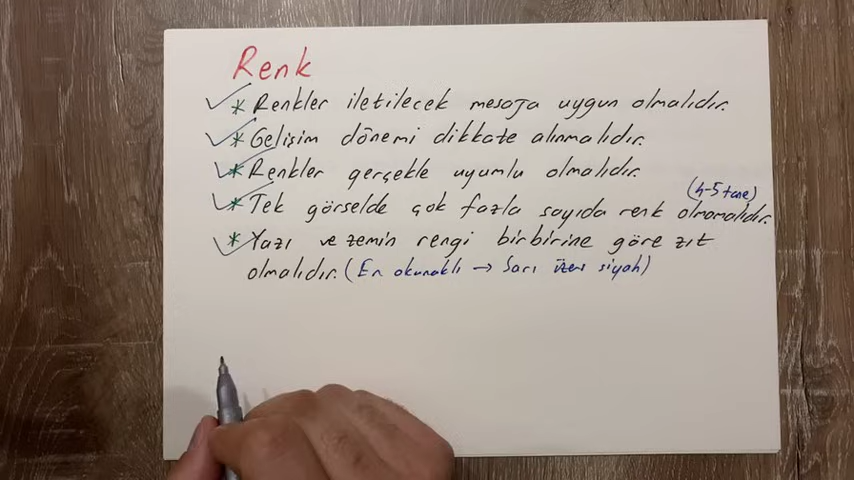 Renk
* Renkler iletilecek mesaja uygun olmalıdır.
* Gelişim dönemi dikkate alınmalıdır.
* Renkler gerçekle uyumlu olmalıdır.
(4-5 tane)
* Tek görselde çok fazla sayıda renk olmamalıdır.
* Yazı ve zemin rengi birbirine göre zıt
olmalıdır. (En okunaklı → Sarı üzeri siyah)